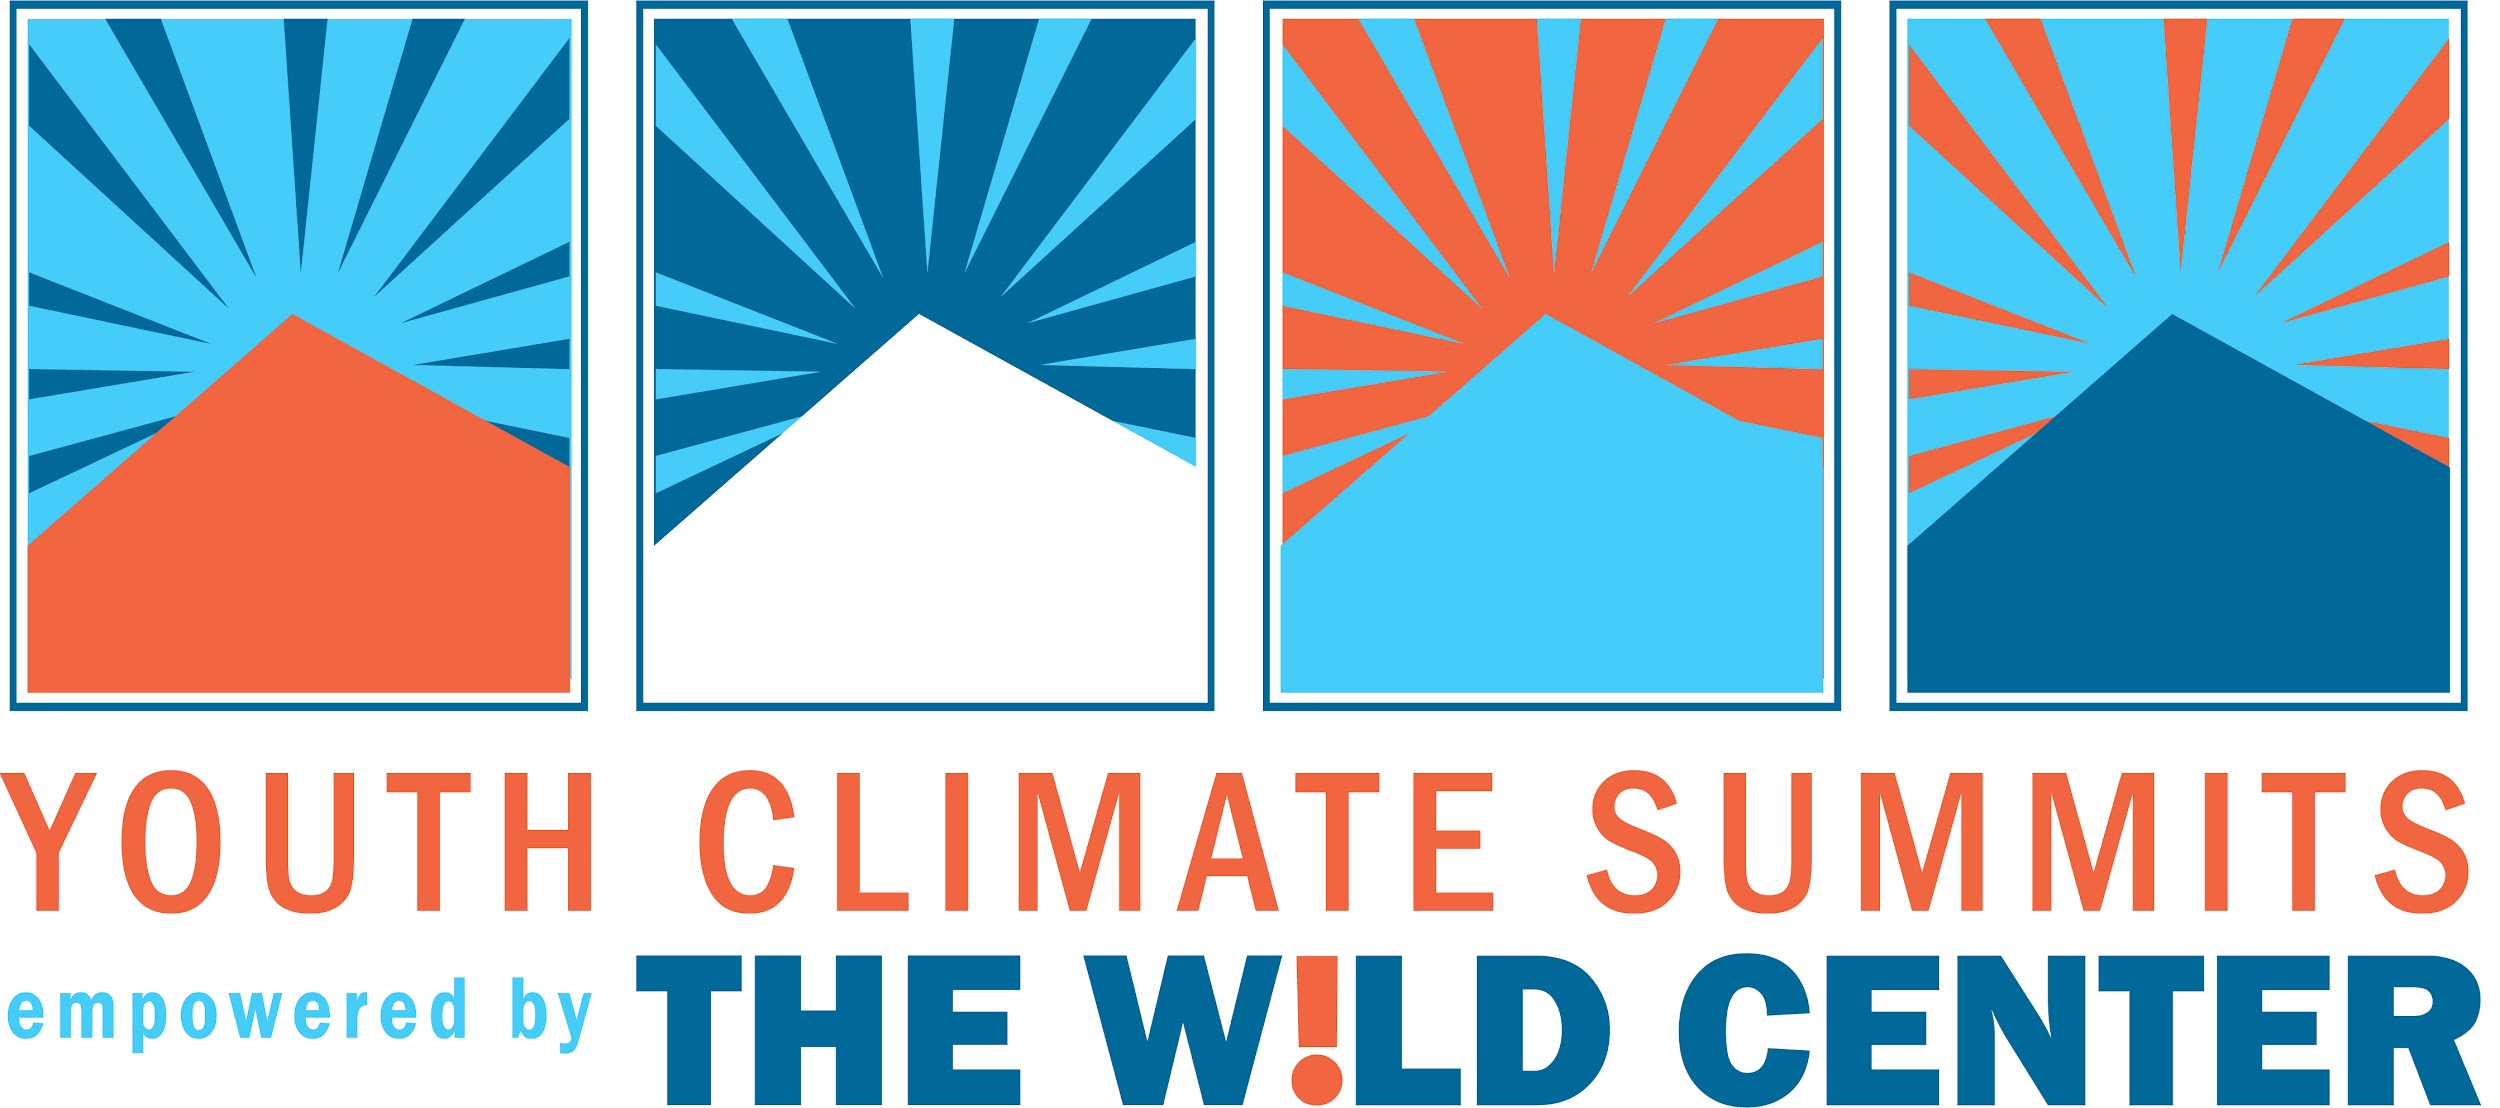 YOUTH CLIMATE SUMMITS
empowered by THE W!LD CENTER